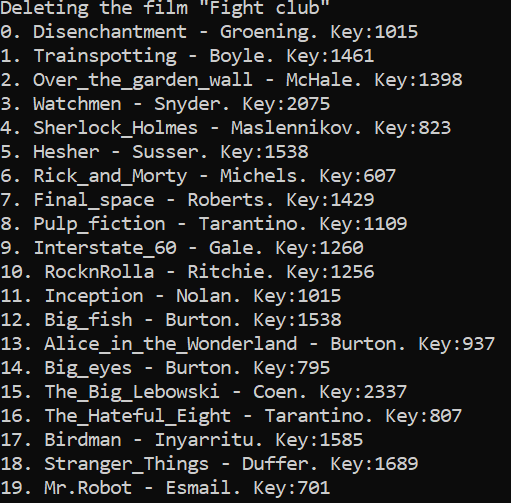 Deleting the film "Fight club"
0. Disenchantment - Groening. Key:1015
1. Trainspotting - Boyle. Key:1461
2. Over_the_garden_wall - McHale. Key:1398
3. Watchmen - Snyder. Key:2075
4. Sherlock_Holmes - Maslennikov. Key:823
5. Hesher - Susser. Key:1538
6. Rick_and_Morty - Michels. Key:607
7. Final_space - Roberts. Key:1429
8. Pulp_fiction - Tarantino. Key:1109
9. Interstate_60 - Gale. Key:1260
10. RocknRolla - Ritchie. Key:1256
11. Inception - Nolan. Key:1015
12. Big_fish - Burton. Key:1538
13. Alice_in_the_Wonderland - Burton. Key:937
14. Big_eyes - Burton. Key:795
15. The_Big_Lebowski - Coen. Key:2337
16. The_Hateful_Eight - Tarantino. Key:807
17. Birdman - Inyarritu. Key:1585
18. Stranger_Things - Duffer. Key:1689
19. Mr.Robot - Esmail. Key:701